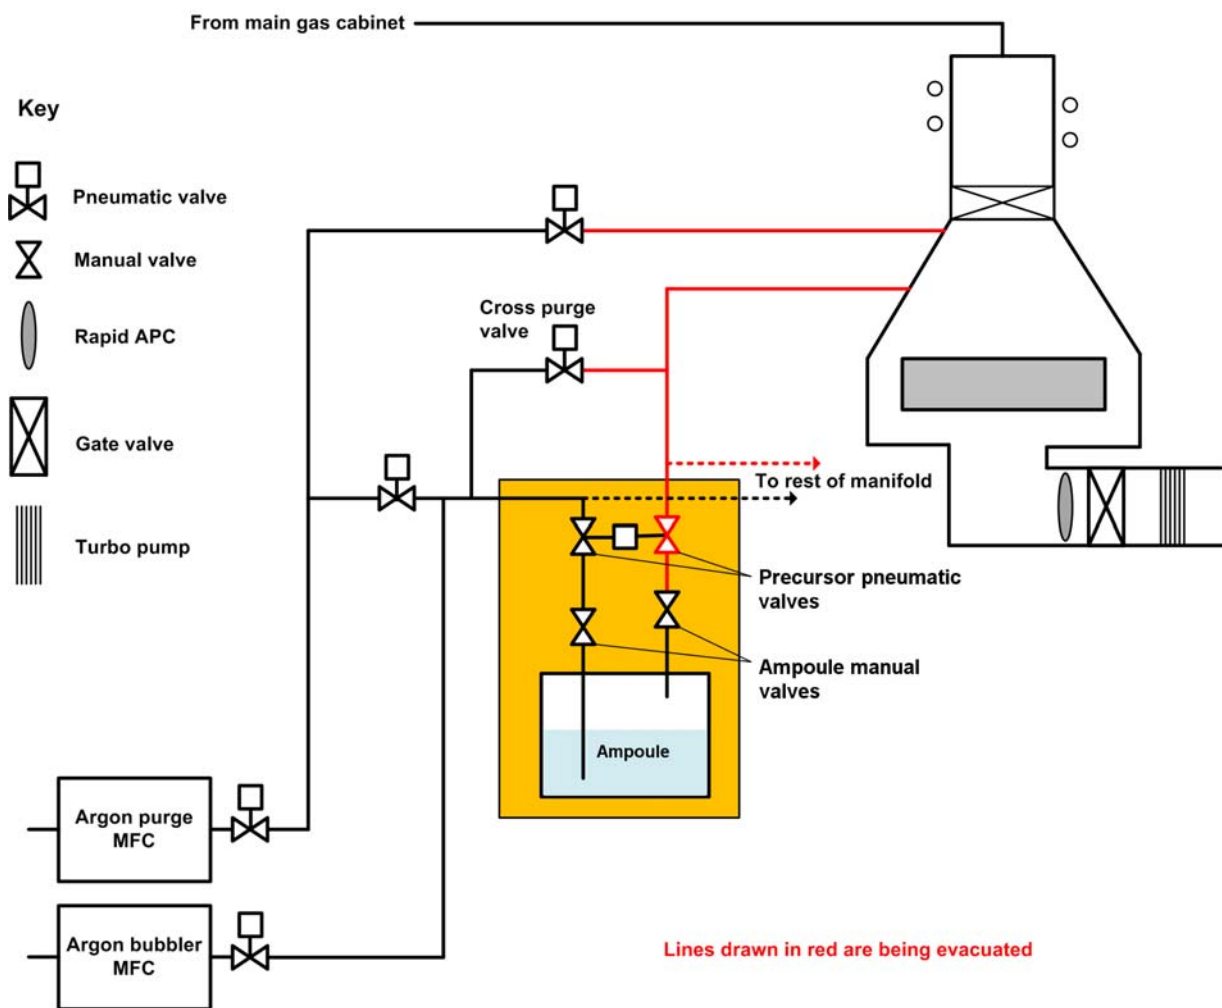 From main gas cabinet
Key
Pneumatic valve
Manual valve
Rapid APC
Gate valve
Turbo pump
Cross purge
valve
To rest of manifold
Precursor pneumatic
valves
Ampoule manual
valves
Ampoule
Argon purge
MFC
Argon bubbler
MFC
Lines drawn in red are being evacuated